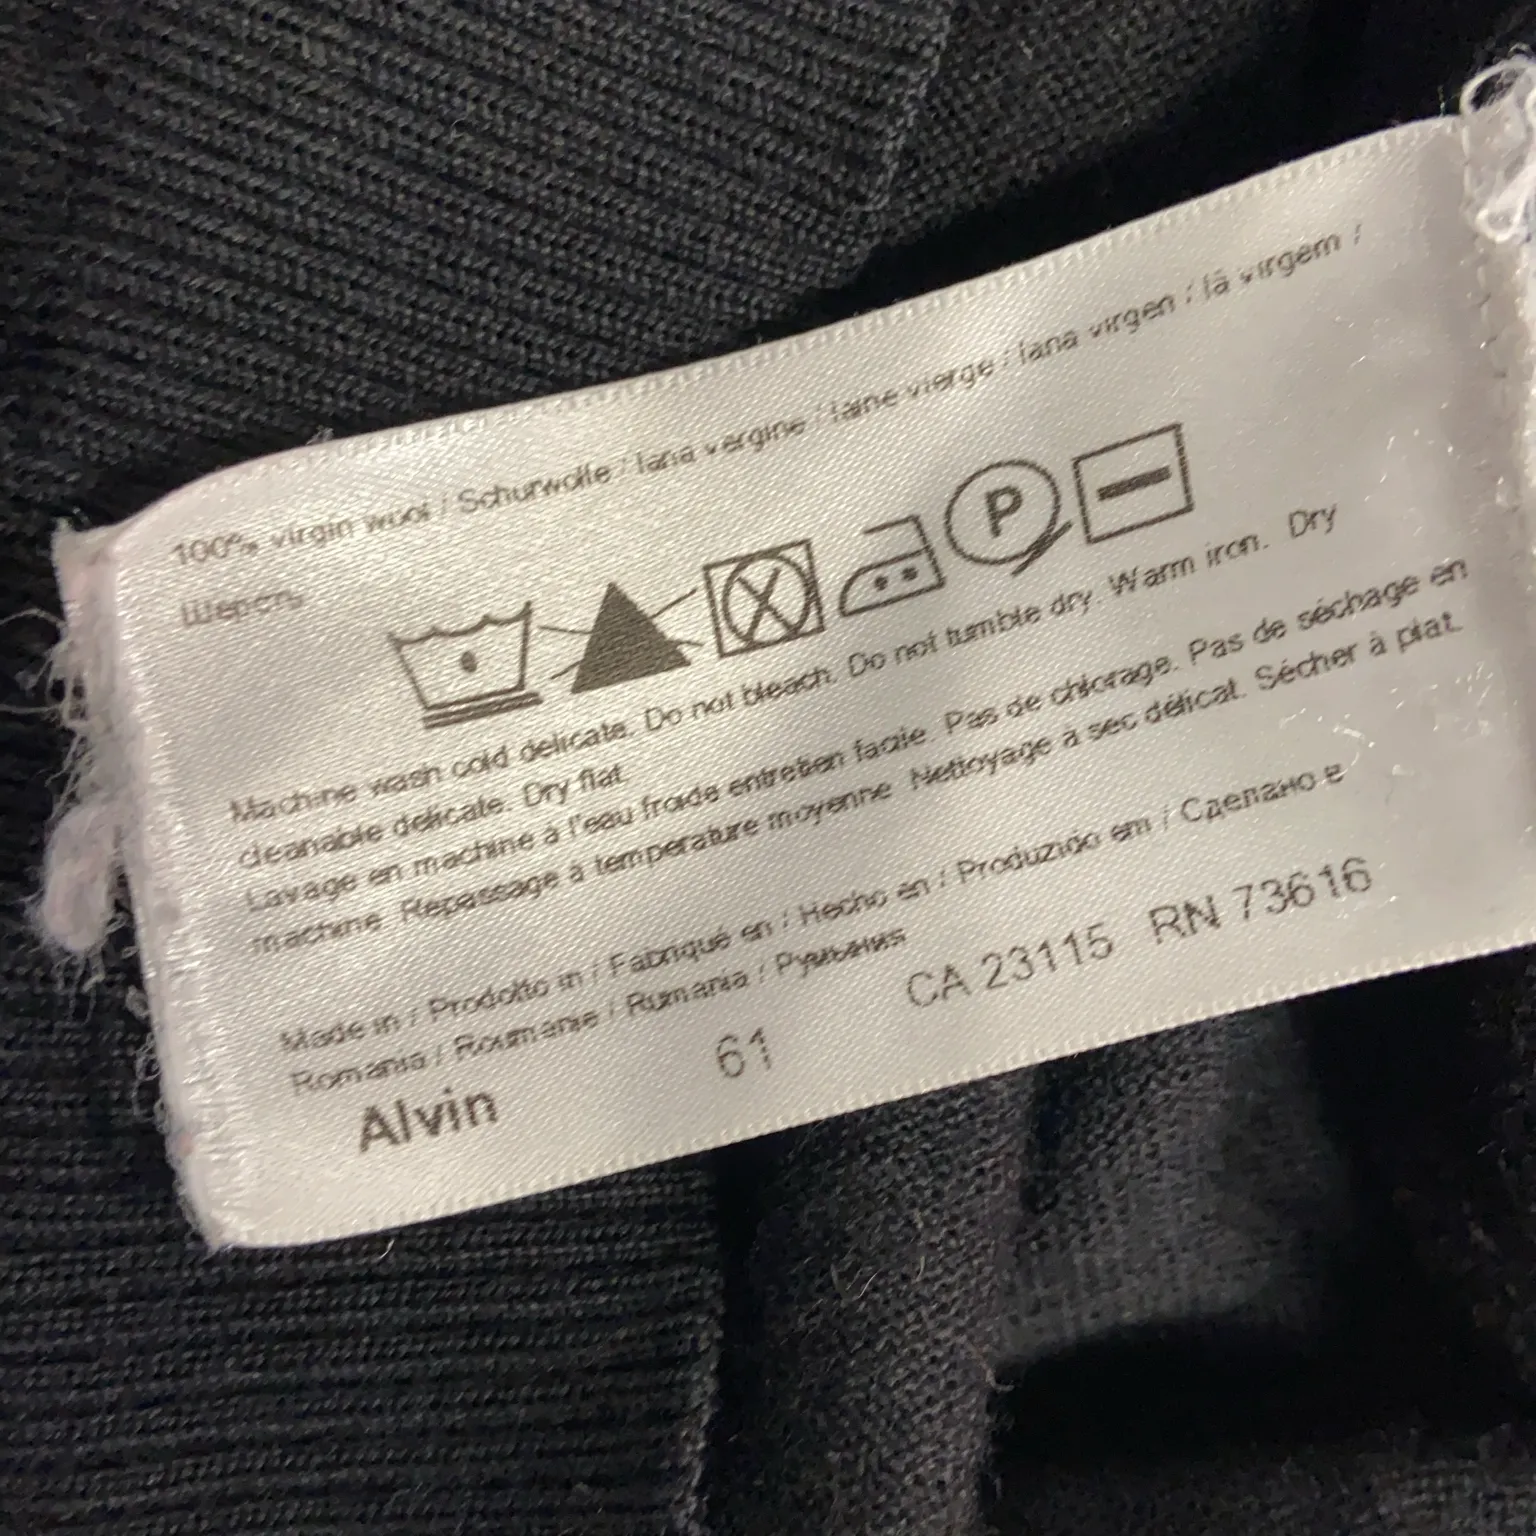 100% virgin wool / Schurwolle / lana vergine / laine vierge / lana virgen / lã virgem /
Шерсть
P
Machine wash cold delicate. Do not bleach. Do not tumble dry. Warm iron. Dry
cleanable delicate. Dry flat.
Lavage en machine à l'eau froide entretien facile. Pas de chlorage. Pas de séchage en
machine Repassage à temperature moyenne Nettoyage à sec délicat. Sécher à plat.
Made in / Prodotto in / Fabriqué en / Hecho en / Produzido em / Сделано в
Romania / Roumanie / Rumania / Румыния
Alvin 61 CA 23115 RN 73616